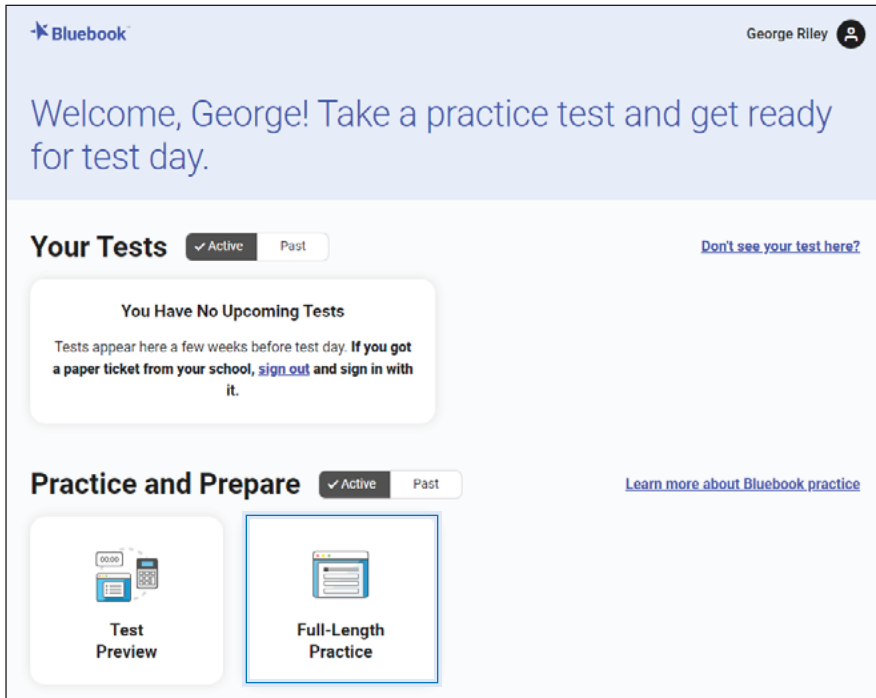 Bluebook
George Riley
Welcome, George! Take a practice test and get ready
for test day.
Your Tests
Active
Past
Don't see your test here?
You Have No Upcoming Tests
Tests appear here a few weeks before test day. If you got
a paper ticket from your school, sign out and sign in with
it.
Practice and Prepare
Active
Past
Learn more about Bluebook practice
00:00
Test
Preview
Full-Length
Practice